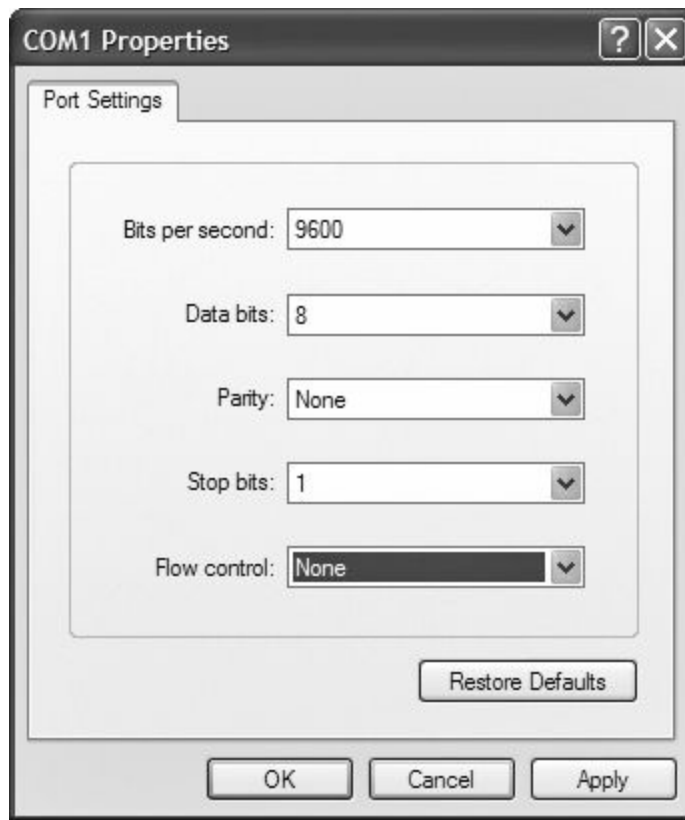 COM1 Properties
Port Settings
Bits per second: 9600
Data bits: 8
Parity: None
Stop bits: 1
Flow control: None
Restore Defaults
OK Cancel Apply